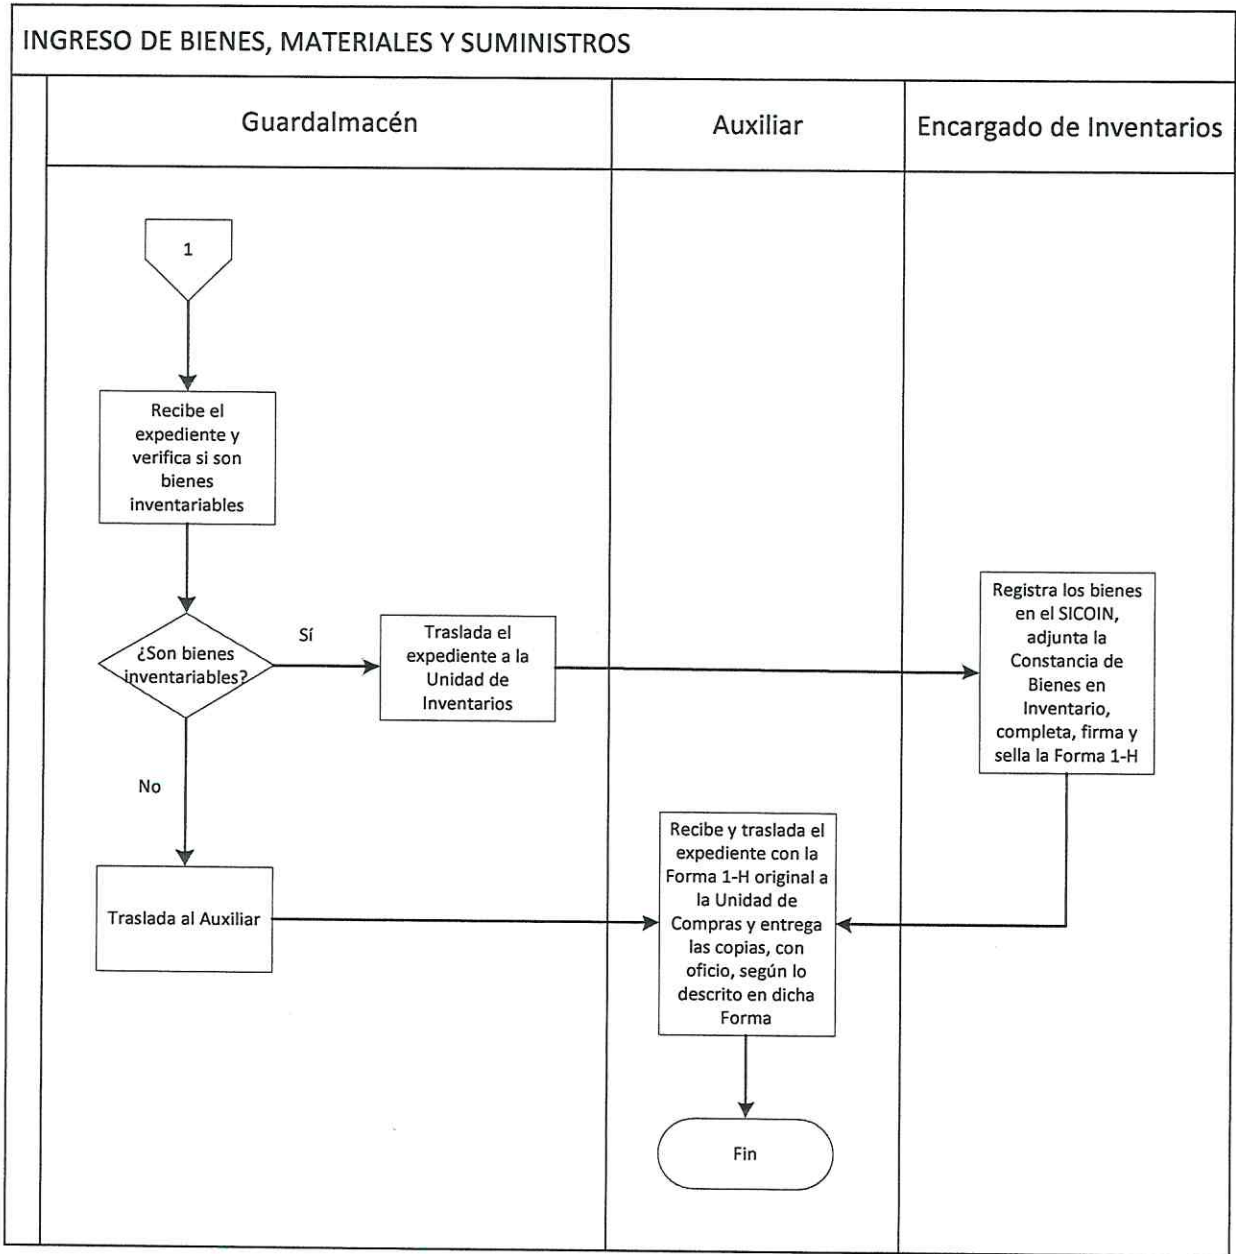 INGRESO DE BIENES, MATERIALES Y SUMINISTROS
Guardalmacén
Auxiliar
Encargado de Inventarios
1
Recibe el
expediente y
verifica si son
bienes
inventariables
¿Son bienes
inventariables?
Sí
Traslada el
expediente a la
Unidad de
Inventarios
Registra los bienes
en el SICOIN,
adjunta la
Constancia de
Bienes en
Inventario,
completa, firma y
sella la Forma 1-H
No
Traslada al Auxiliar
Recibe y traslada el
expediente con la
Forma 1-H original a
la Unidad de
Compras y entrega
las copias, con
oficio, según lo
descrito en dicha
Forma
Fin